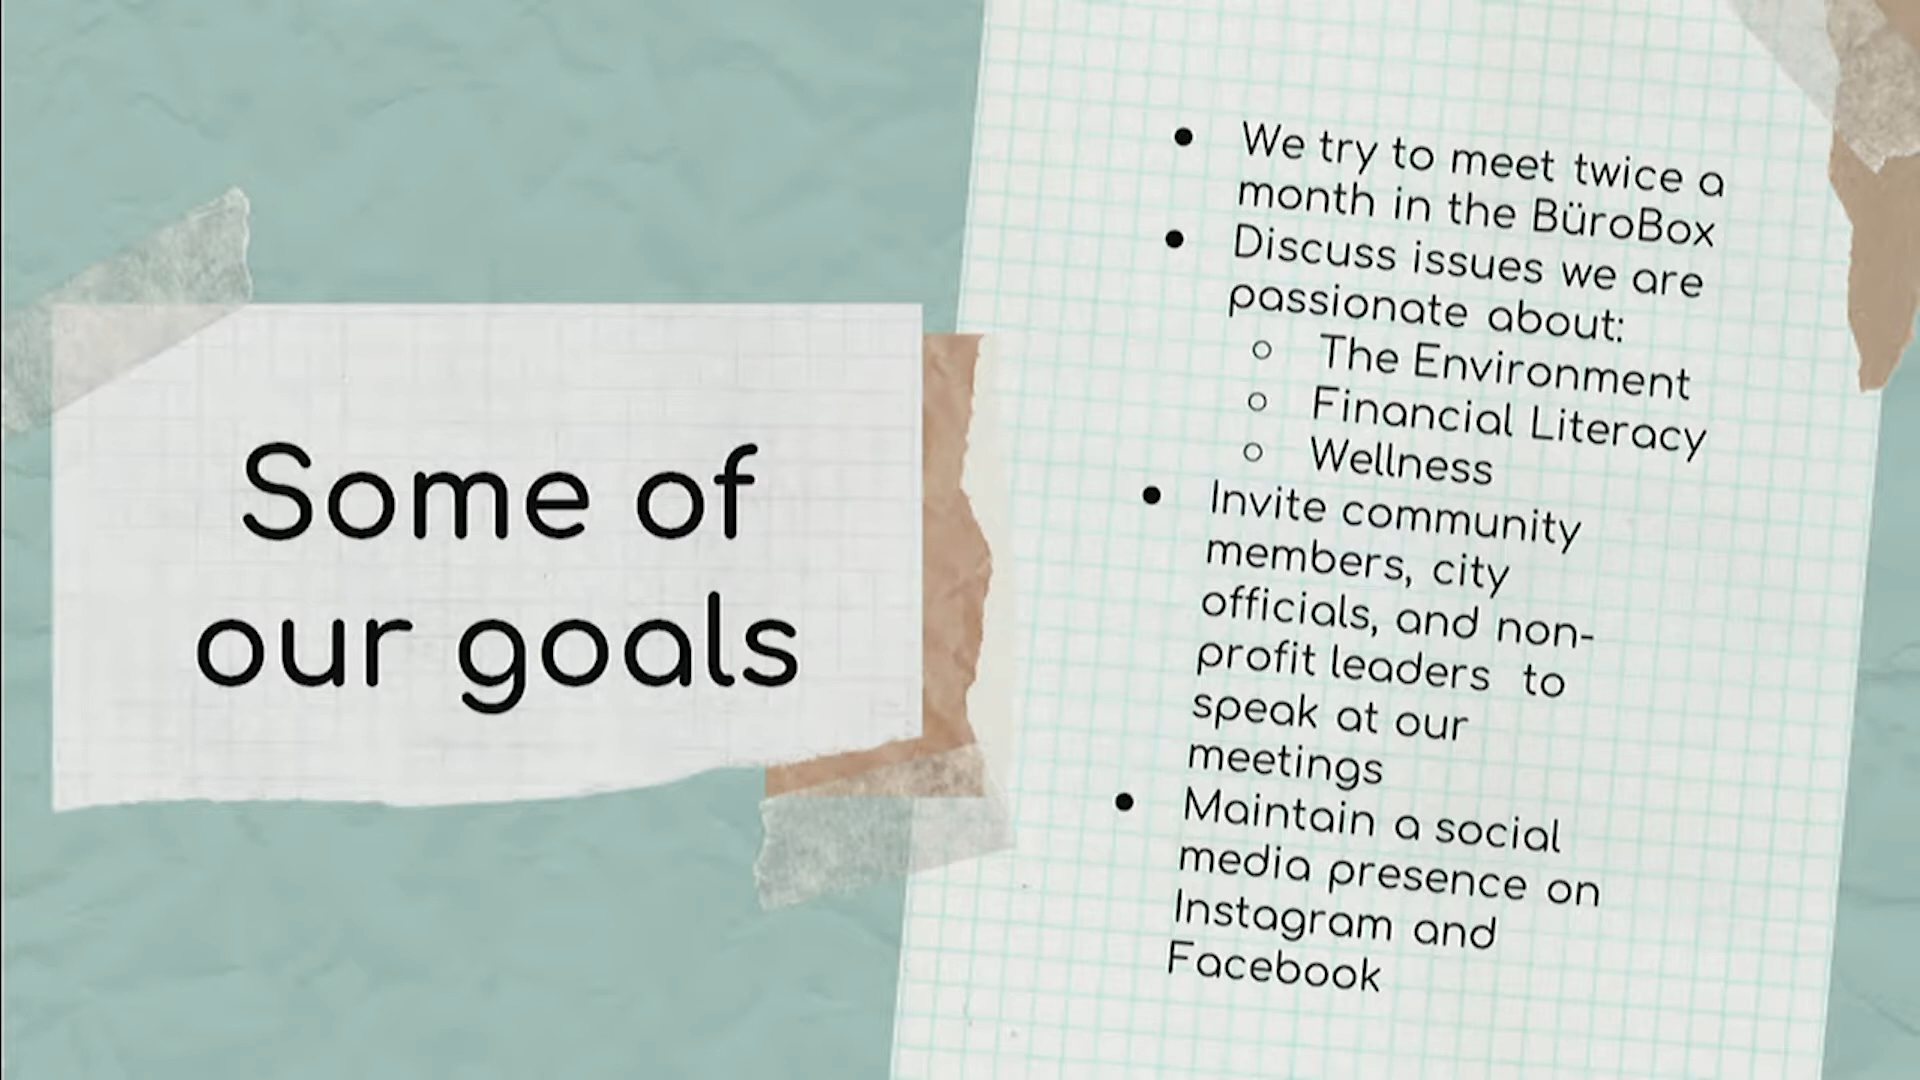 Some of
our goals
• We try to meet twice a
month in the BüroBox
• Discuss issues we are
passionate about:
○ The Environment
○ Financial Literacy
○ Wellness
• Invite community
members, city
officials, and non-
profit leaders to
speak at our
meetings
• Maintain a social
media presence on
Instagram and
Facebook